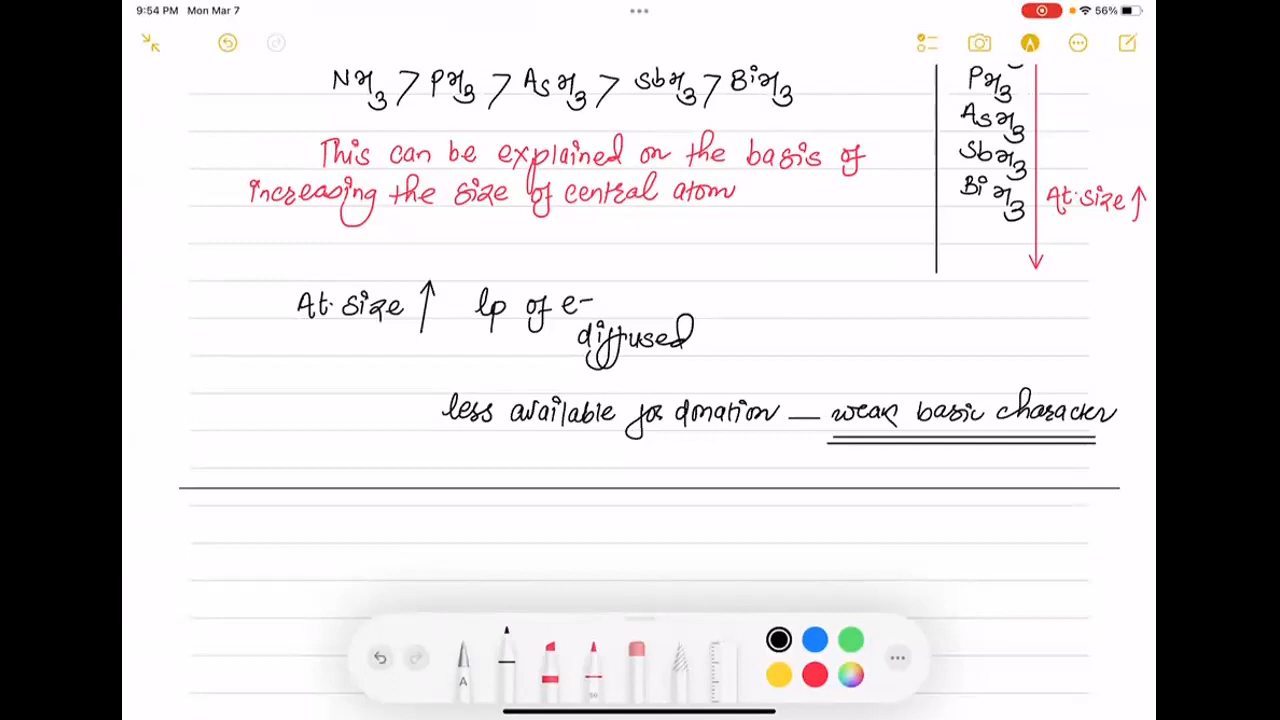 9:54 PM Mon Mar 7
56%
NH3 > PH3 > AsH3 > SbH3 > BiH3
This can be explained on the basis of
increasing the size of central atom
PH3
AsH3
SbH3
BiH3
At. size ↑
At. size ↑ lp of e-
diffused
less available for donation — weak basic character
A
50